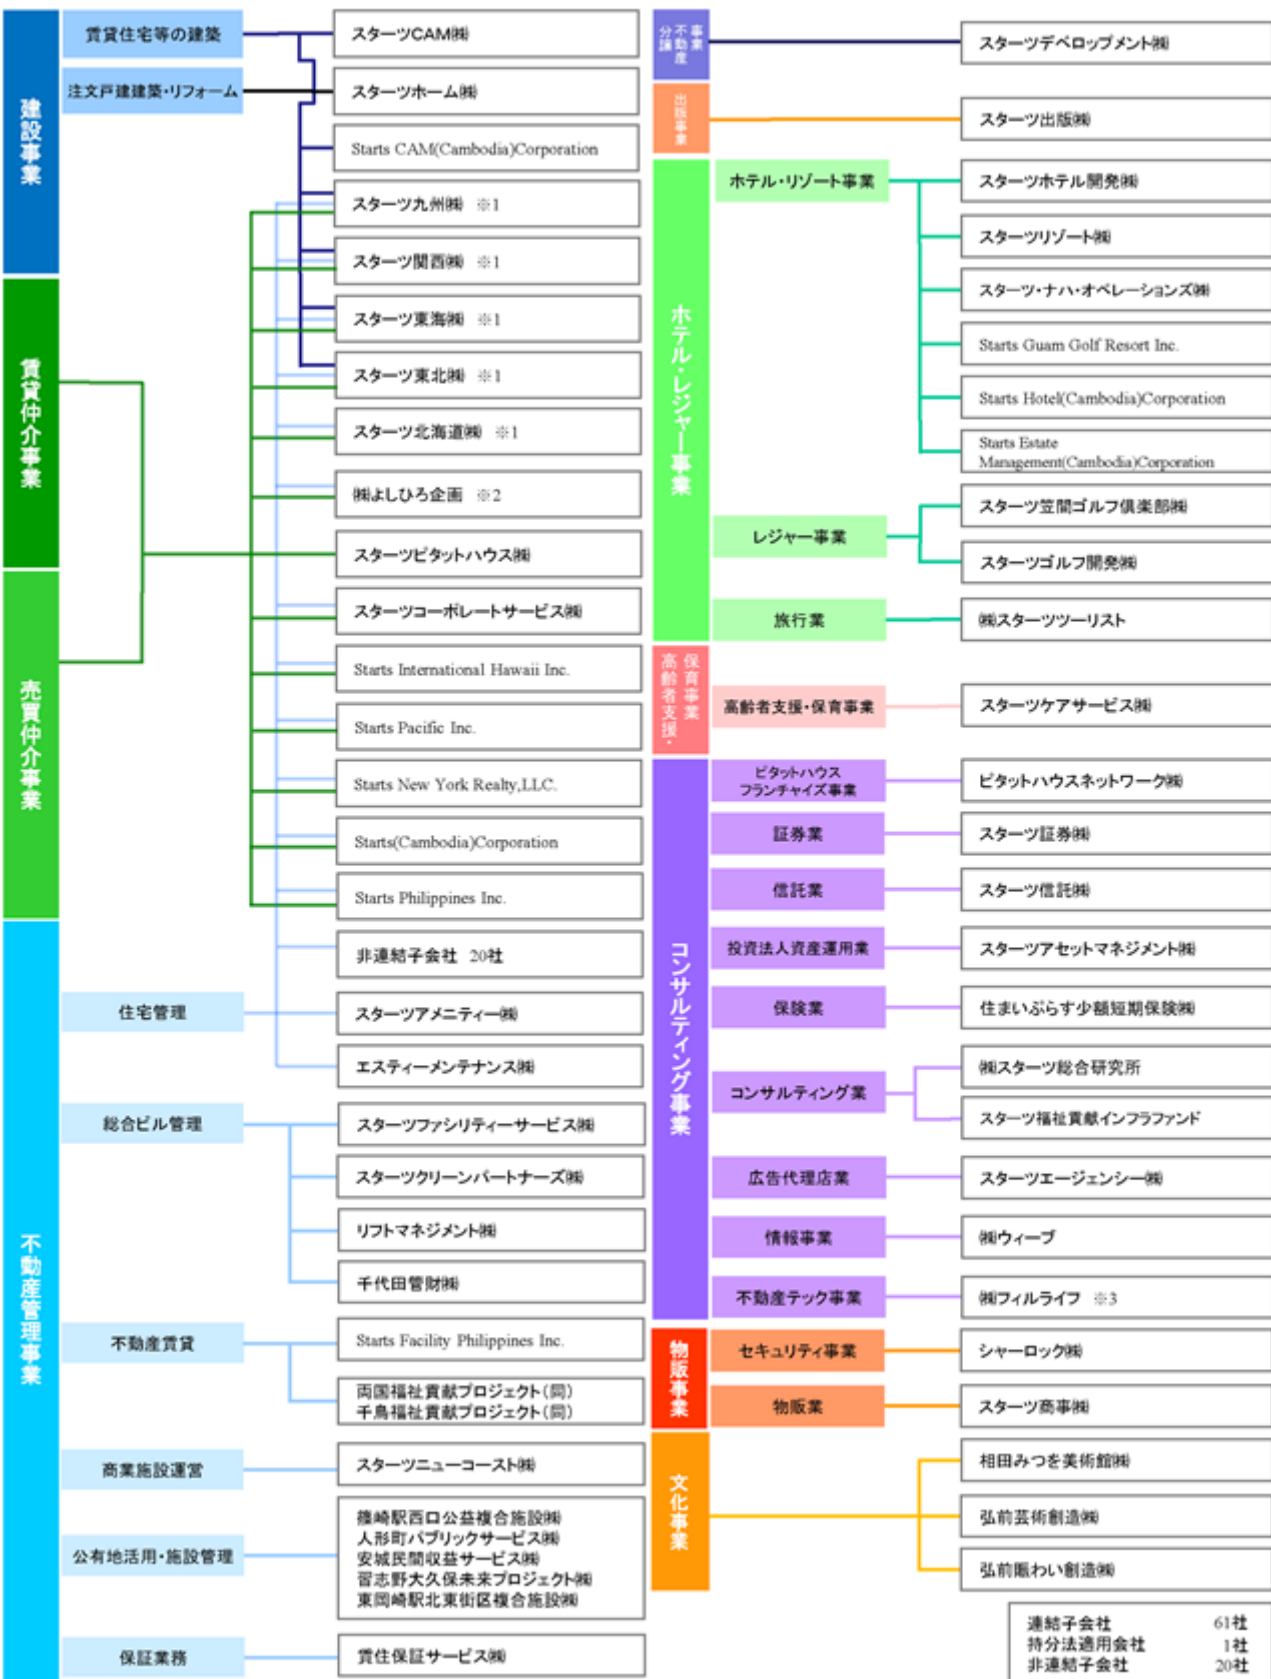 建設事業
賃貸住宅等の建築
スターツCAM㈱
注文戸建建築・リフォーム
スターツホーム㈱
Starts CAM(Cambodia)Corporation
スターツ九州㈱ ※1
スターツ関西㈱ ※1
スターツ東海㈱ ※1
スターツ東北㈱ ※1
スターツ北海道㈱ ※1
㈱よしひろ企画 ※2
スターツピタットハウス㈱
スターツコーポレートサービス㈱
Starts International Hawaii Inc.
Starts Pacific Inc.
Starts New York Realty,LLC.
Starts(Cambodia)Corporation
Starts Philippines Inc.
非連結子会社 20社
賃貸仲介事業
売買仲介事業
不動産管理事業
住宅管理
スターツアメニティー㈱
エスティーメンテナンス㈱
総合ビル管理
スターツファシリティーサービス㈱
スターツクリーンパートナーズ㈱
リフトマネジメント㈱
千代田管財㈱
不動産賃貸
Starts Facility Philippines Inc.
両国福祉貢献プロジェクト(同)
千鳥福祉貢献プロジェクト(同)
商業施設運営
スターツニューコースト㈱
公有地活用・施設管理
篠崎駅西口公益複合施設㈱
人形町パブリックサービス㈱
安城民間収益サービス㈱
習志野大久保未来プロジェクト㈱
東岡崎駅北東街区複合施設㈱
保証業務
賃住保証サービス㈱
分譲
不動産
事業
スターツデベロップメント㈱
出版事業
スターツ出版㈱
ホテル・レジャー事業
ホテル・リゾート事業
スターツホテル開発㈱
スターツリゾート㈱
スターツ・ナハ・オペレーションズ㈱
Starts Guam Golf Resort Inc.
Starts Hotel(Cambodia)Corporation
Starts Estate
Management(Cambodia)Corporation
レジャー事業
スターツ笠間ゴルフ倶楽部㈱
スターツゴルフ開発㈱
旅行業
㈱スターツツーリスト
高齢者支援・
保育事業
高齢者支援・保育事業
スターツケアサービス㈱
コンサルティング事業
ピタットハウス
フランチャイズ事業
ピタットハウスネットワーク㈱
証券業
スターツ証券㈱
信託業
スターツ信託㈱
投資法人資産運用業
スターツアセットマネジメント㈱
保険業
住まいぷらす少額短期保険㈱
コンサルティング業
㈱スターツ総合研究所
スターツ福祉貢献インフラファンド
広告代理店業
スターツエージェンシー㈱
情報事業
㈱ウィーブ
不動産テック事業
㈱フィルライフ ※3
物販事業
セキュリティ事業
シャーロック㈱
物販業
スターツ商事㈱
文化事業
相田みつを美術館㈱
弘前芸術創造㈱
弘前賑わい創造㈱
連結子会社 61社
持分法適用会社 1社
非連結子会社 20社